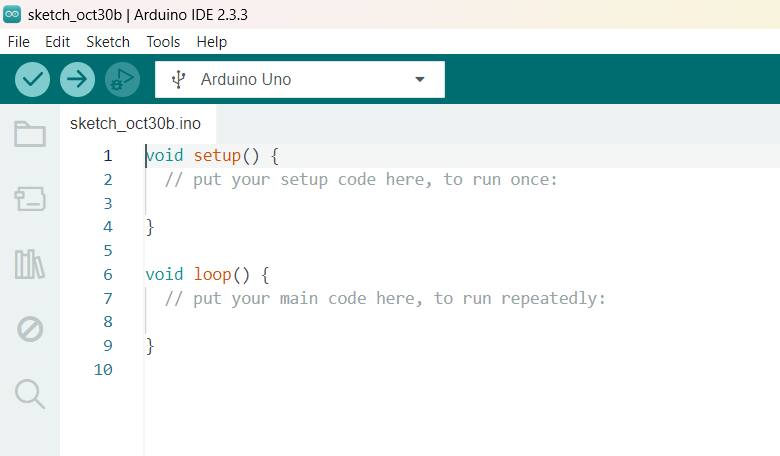 sketch_oct30b | Arduino IDE 2.3.3
File Edit Sketch Tools Help
Arduino Uno
sketch_oct30b.ino
1 void setup() {
2 // put your setup code here, to run once:
3
4 }
5
6 void loop() {
7 // put your main code here, to run repeatedly:
8
9 }
10